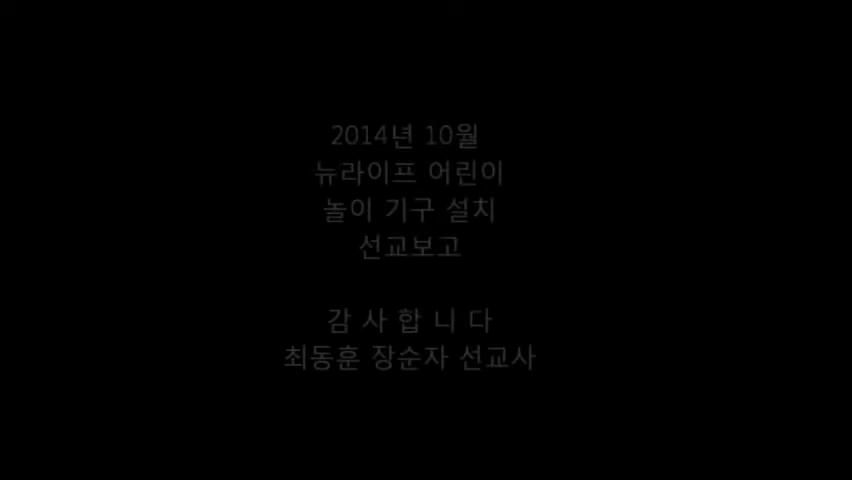 2014년 10월
뉴라이프 어린이
놀이 기구 설치
선교보고
감 사 합 니 다
최동훈 장순자 선교사